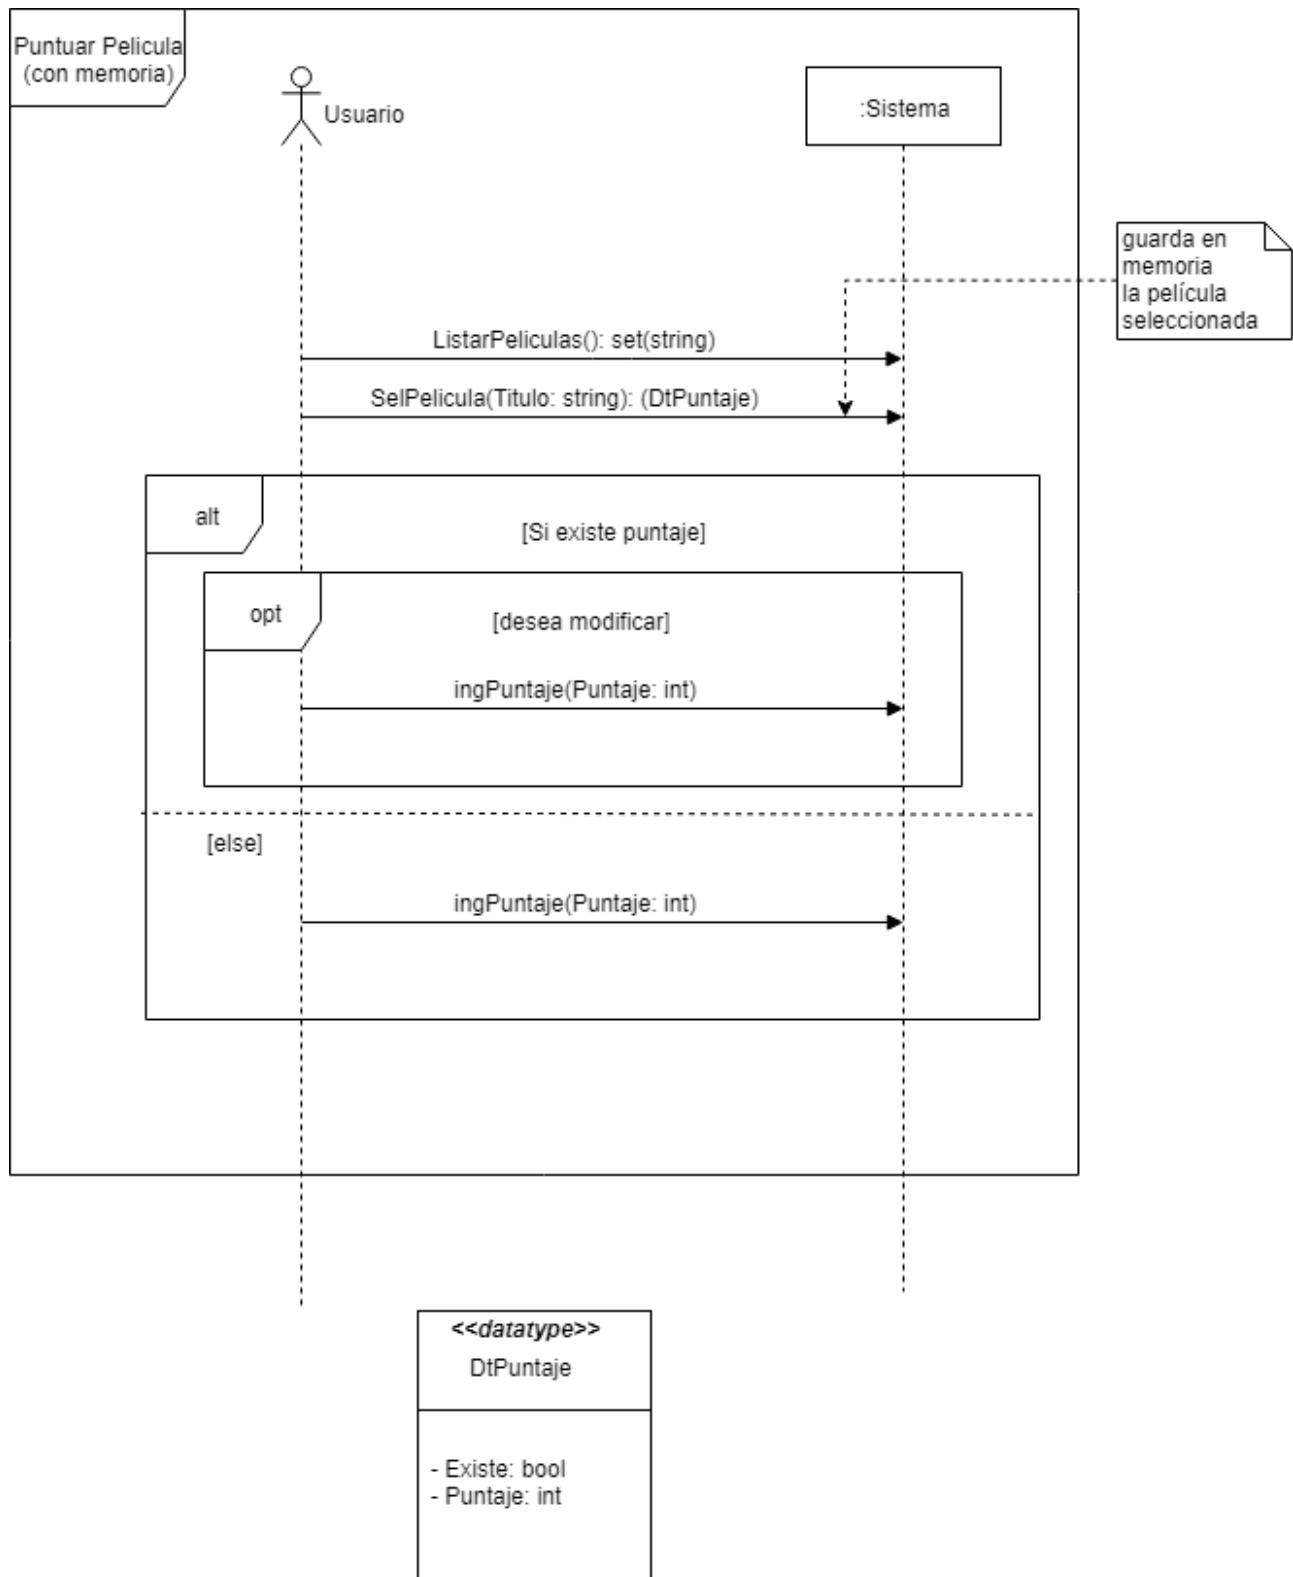 Puntuar Pelicula
(con memoria)
Usuario
:Sistema
guarda en
memoria
la película
seleccionada
ListarPeliculas(): set(string)
SelPelicula(Titulo: string): (DtPuntaje)
alt
[Si existe puntaje]
opt
[desea modificar]
ingPuntaje(Puntaje: int)
[else]
ingPuntaje(Puntaje: int)
<<datatype>>
DtPuntaje
- Existe: bool
- Puntaje: int